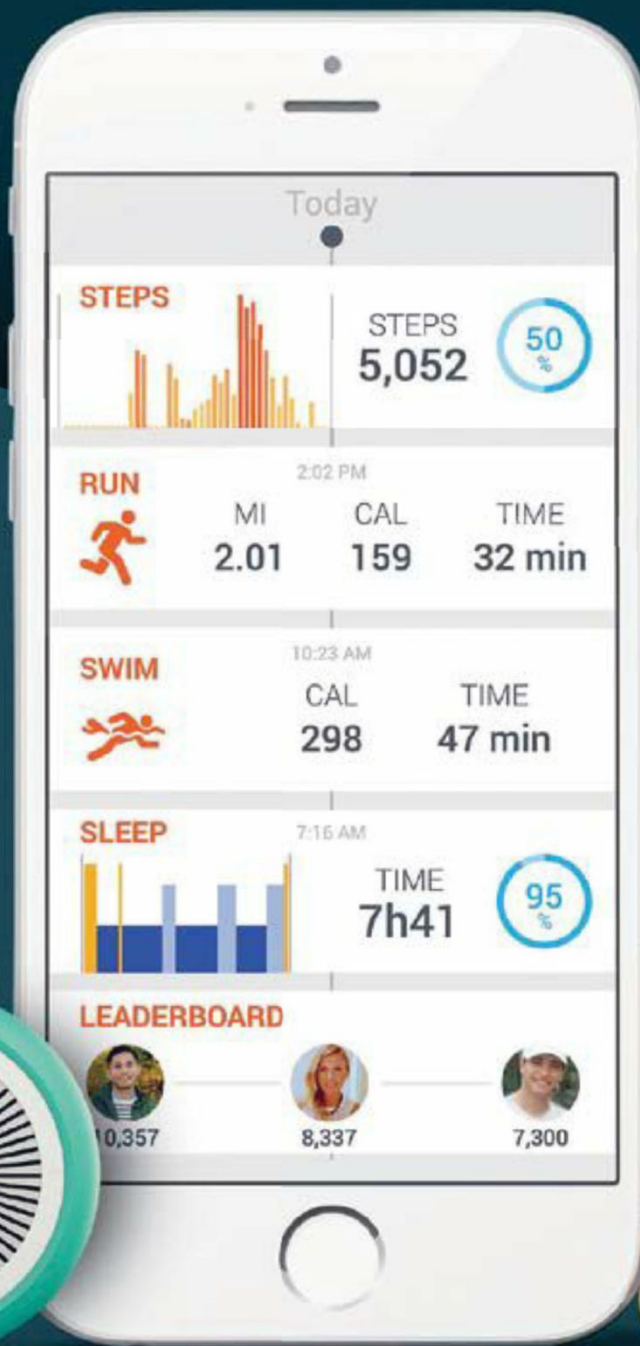 Today
STEPS
STEPS
5,052
50
%
2:02 PM
RUN
MI CAL TIME
2.01 159 32 min
10:23 AM
SWIM
CAL TIME
298 47 min
7:16 AM
SLEEP
TIME
7h41
95
%
LEADERBOARD
0,357 8,337 7,300